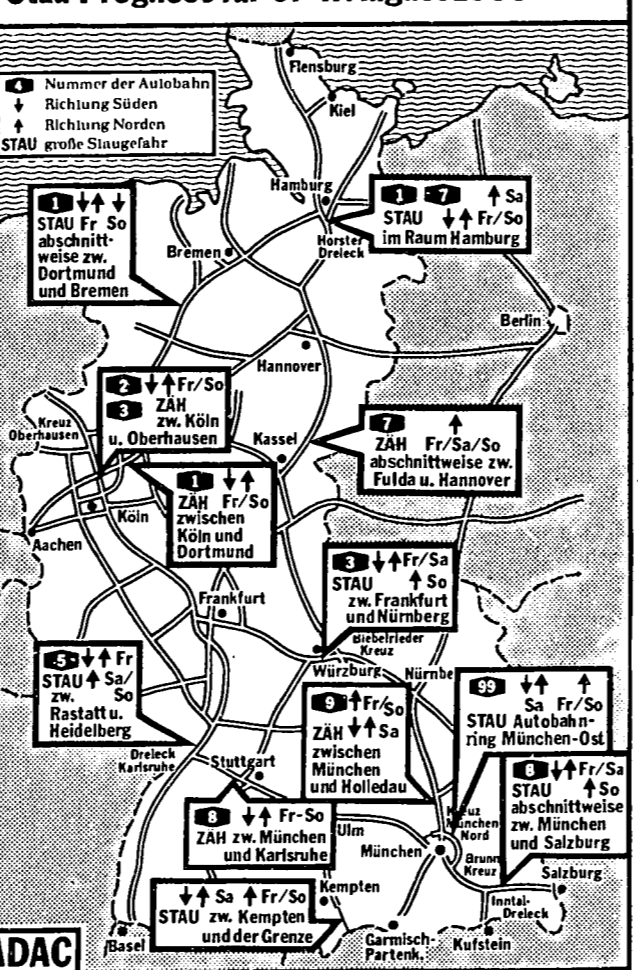 4 Nummer der Autobahn
↓ Richtung Süden
↑ Richtung Norden
STAU große Staugefahr
Flensburg
Kiel
Hamburg
1 ↓↑ ↓
STAU Fr So
abschnitt-
weise zw.
Dortmund
und Bremen
1 7 ↑ Sa
STAU ↓↑ Fr/So
im Raum Hamburg
Bremen
Horster
Dreieck
Berlin
Hannover
2 ↓↑ Fr/So
3 ZÄH
zw. Köln
u. Oberhausen
Kreuz
Oberhausen
Kassel
7 ↑
ZÄH Fr/Sa/So
abschnittweise zw.
Fulda u. Hannover
1 ↓↑
ZÄH Fr/So
zwischen
Köln und
Dortmund
Köln
Aachen
3 ↓↑ Fr/Sa
STAU ↑ So
zw. Frankfurt
und Nürnberg
Frankfurt
Biebelrieder
Kreuz
Würzburg
Nürnbe
5 ↓↑ Fr
STAU ↑ Sa/
zw. So
Rastatt u.
Heidelberg
9 ↑ Fr/So
ZÄH ↓↑ Sa
zwischen
München
und Holledau
99 ↓↑ ↑
Sa Fr/So
STAU Autobahn-
ring München-Ost
Dreieck
Karlsruhe
Stuttgart
8 ↓↑ Fr/Sa
STAU ↑ So
abschnittweise
zw. München
und Salzburg
8 ↓↑ Fr-So
ZÄH zw. München
und Karlsruhe
Ulm
München
Kreuz
München
Nord
Brunn
Kreuz
Salzburg
↓↑ Sa ↑ Fr/So
STAU zw. Kempten
und der Grenze
Kempten
Inntal-
Dreieck
ADAC
Basel
Garmisch-
Partenk.
Kufstein